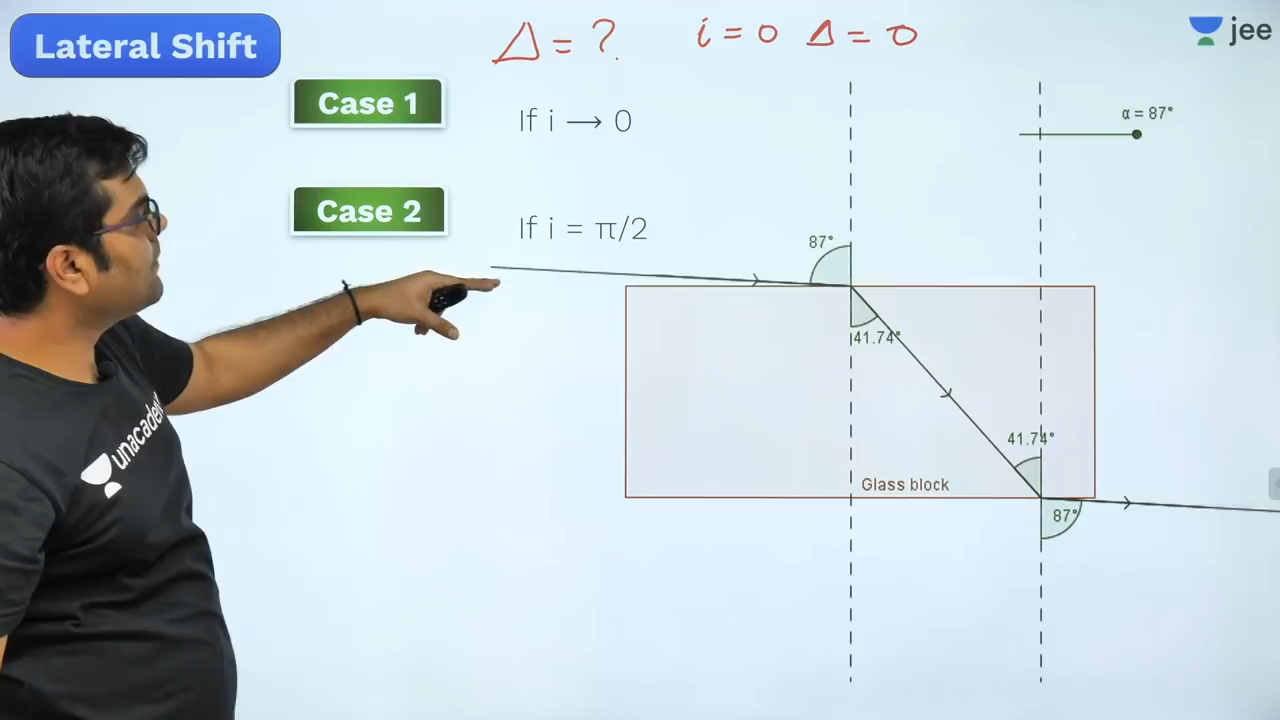 Lateral Shift
Δ = ? i = 0 Δ = 0
jee
Case 1
If i → 0
α = 87°
Case 2
If i = π/2
87°
41.74°
41.74°
Glass block
87°
unacademy